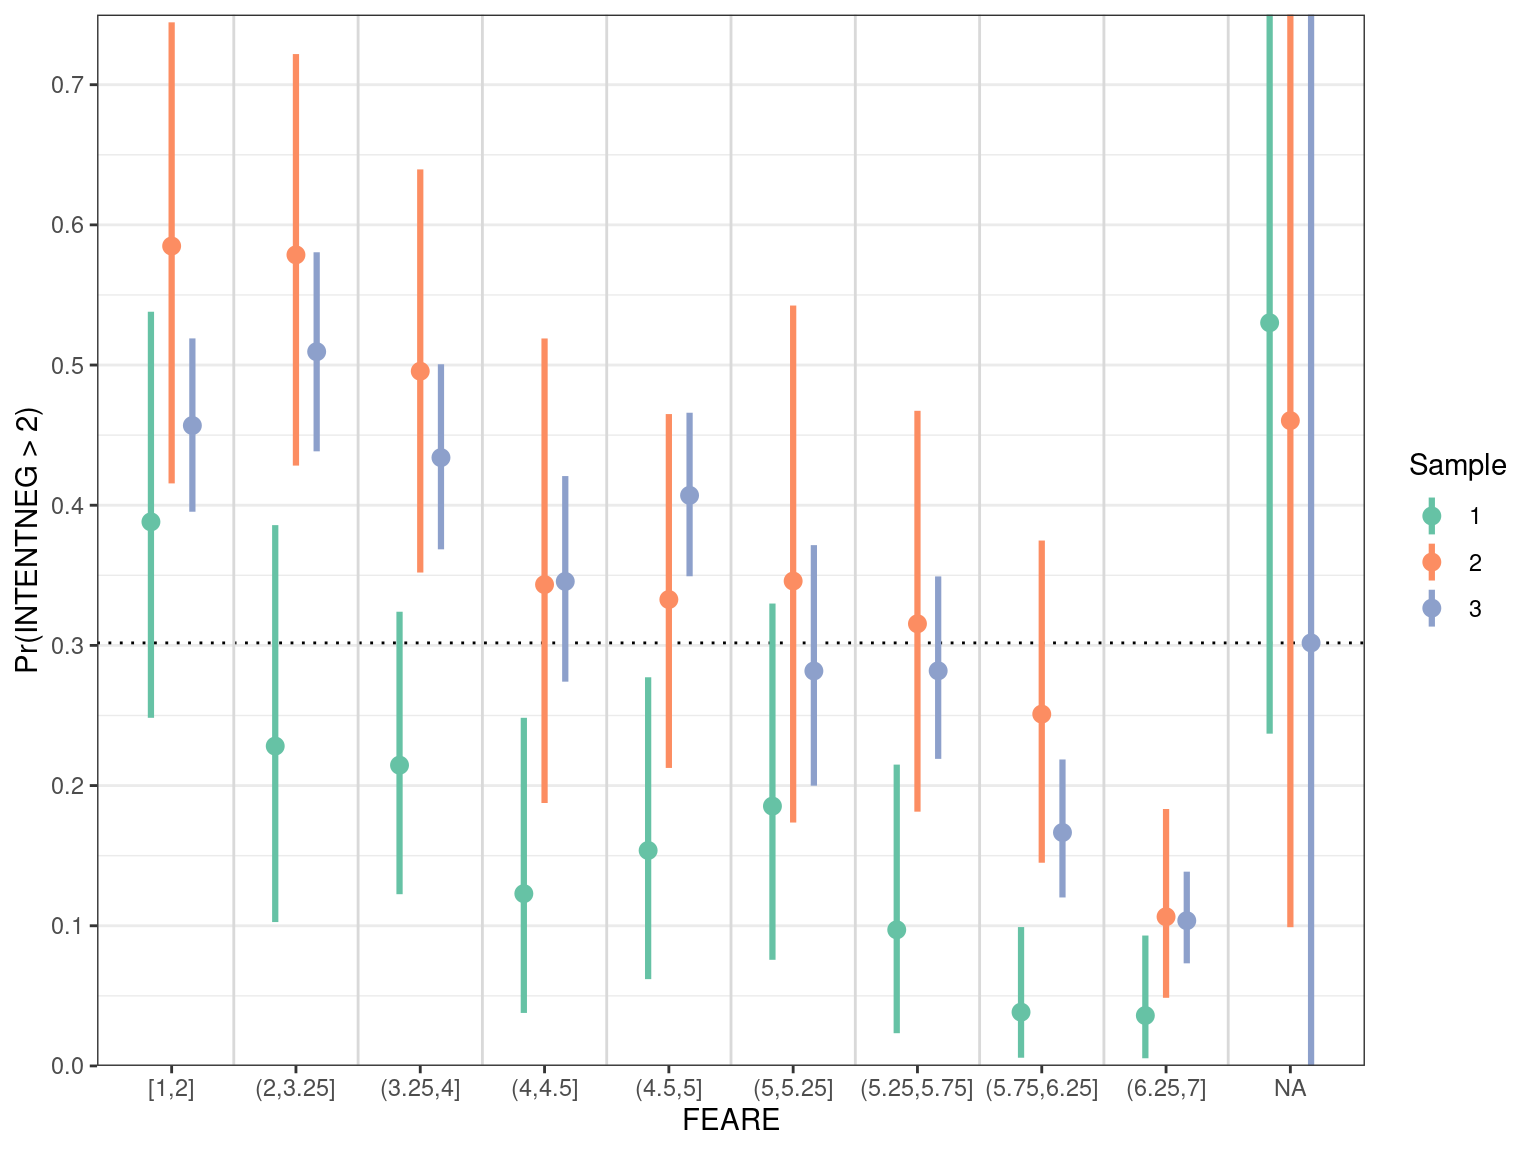 0.7
0.6
0.5
0.4
0.3
0.2
0.1
0.0
Pr(INTENTNEG > 2)
[1,2] (2,3.25] (3.25,4] (4,4.5] (4.5,5] (5,5.25] (5.25,5.75] (5.75,6.25] (6.25,7] NA
FEARE
Sample
1
2
3